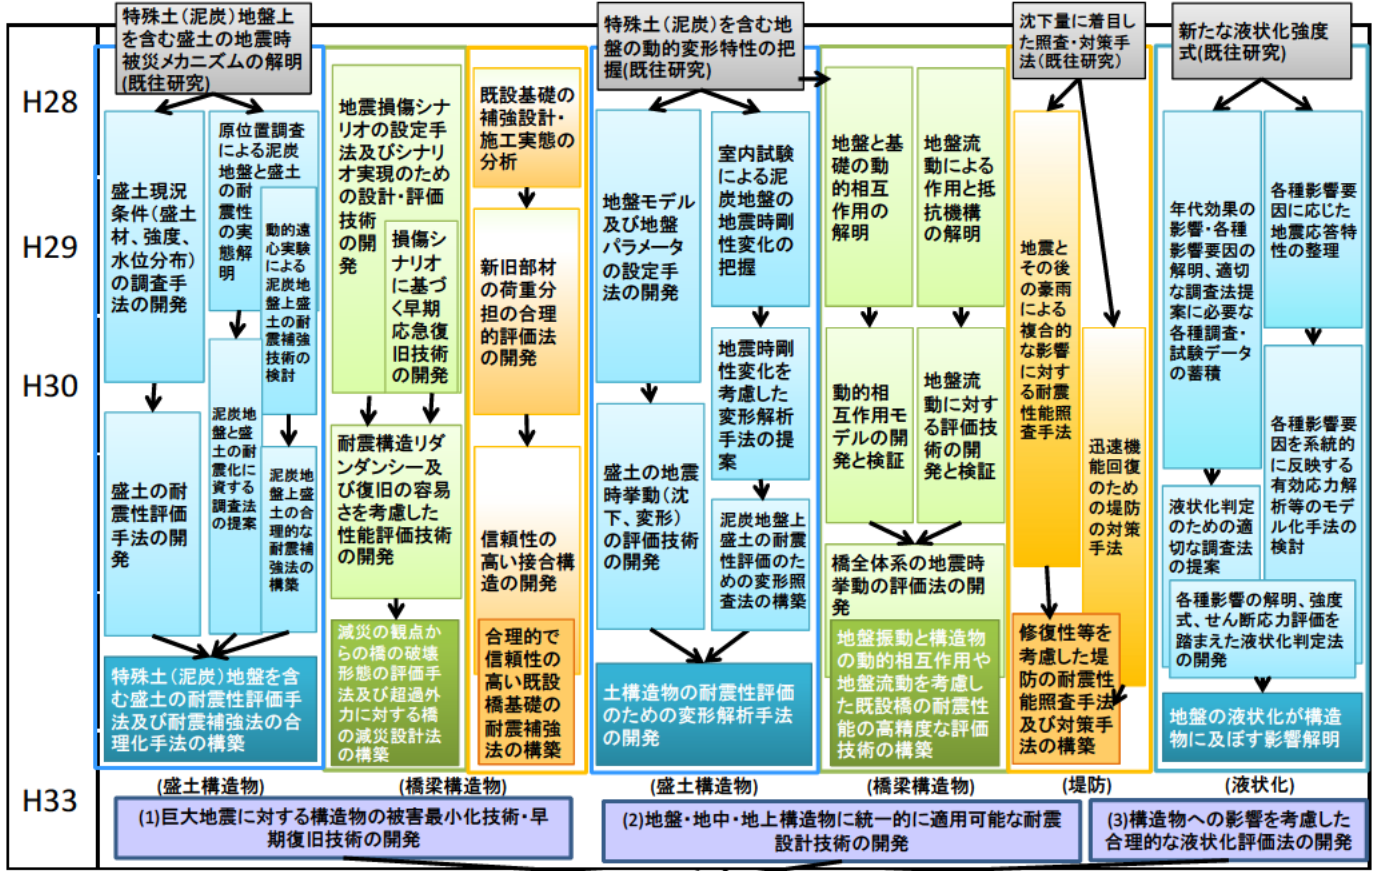 特殊土（泥炭）地盤上
を含む盛土の地震時
被災メカニズムの解明
(既往研究)
特殊土（泥炭）を含む地
盤の動的変形特性の把
握(既往研究)
沈下量に着目し
た照査・対策手
法（既往研究）
新たな液状化強度
式(既往研究)
H28
H29
H30
H33
盛土現況
条件（盛土
材、強度、
水位分布）
の調査手
法の開発
原位置調査
による泥炭
地盤と盛土
の耐
震性
の実
態解
明
動的遠
心実験に
よる
泥炭地
盤上盛
土の耐
震補強
技術の
検討
泥炭地
盤と盛
土の耐
震化に
資する
調査法
の提案
盛土の耐
震性評価
手法の開
発
泥炭地
盤上盛
土の合
理的な
耐震補
強法の
構築
特殊土（泥炭）地盤を含
む盛土の耐震性評価手
法及び耐震補強法の合
理化手法の構築
地震損傷シナ
リオの設定手
法及びシナリ
オ実現のため
の設計・評価
技術
の開
発
損傷シ
ナリオ
に基づ
く早期
応急復
旧技術
の開発
耐震構造リダ
ンダンシー及
び復旧の容易
さを考慮した
性能評価技術
の開発
減災の観点か
らの橋の破壊
形態の評価手
法及び超過外
力に対する橋
の減災設計法
の構築
既設基礎の
補強設計・
施工実態の
分析
新旧部材
の荷重分
担の合理
的評価法
の開発
信頼性の
高い接合
構造の開発
合理的で
信頼性の
高い既設
橋基礎の
耐震補強
法の構築
地盤モデル
及び地盤
パラメータ
の設定手
法の開発
室内試験
による泥
炭地盤の
地震時剛
性変化の
把握
地震時剛
性変化を
考慮した
変形解析
手法の提
案
盛土の地震
時挙動（沈
下、変形）
の評価技術
の開発
泥炭地盤上
盛土の耐震
性評価のた
めの変形照
査法の構築
土構造物の耐震性評価
のための変形解析手法
の開発
地盤と基
礎の動
的相互
作用の
解明
地盤流
動による
作用と抵
抗機構
の解明
動的相
互作用モ
デルの開
発と検証
地盤流
動に対す
る評価技
術の開
発と検証
橋全体系の地震時
挙動の評価法の開
発
地盤振動と構造物
の動的相互作用や
地盤流動を考慮し
た既設橋の耐震性
能の高精度な評価
技術の構築
地震と
その後
の豪雨
による
複合的
な影響
に対す
る耐震
性能照
査手法
迅速機
能回復
のため
の堤防
の対策
手法
修復性等を
考慮した堤
防の耐震性
能照査手法
及び対策手
法の構築
年代効果の
影響・各種
影響要因の
解明、適切
な調査法提
案に必要な
各種調査・
試験データ
の蓄積
各種影響要
因に応じた
地震応答特
性の整理
各種影響要
因を系統的
に反映する
有効応力解
析等のモデ
ル化手法の
検討
液状化判定
のための適
切な調査法
の提案
各種影響の解明、強度
式、せん断応力評価を
踏まえた液状化判定法
の開発
地盤の液状化が構造
物に及ぼす影響解明
(盛土構造物)
(橋梁構造物)
(盛土構造物)
(橋梁構造物)
(堤防)
(液状化)
(1)巨大地震に対する構造物の被害最小化技術・早
期復旧技術の開発
(2)地盤・地中・地上構造物に統一的に適用可能な耐震
設計技術の開発
(3)構造物への影響を考慮した
合理的な液状化評価法の開発